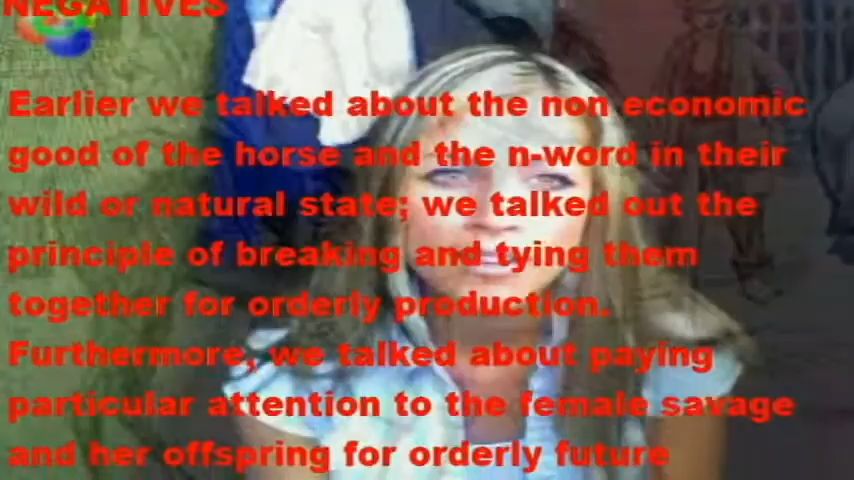 NEGATIVES
Earlier we talked about the non economic
good of the horse and the n-word in their
wild or natural state; we talked out the
principle of breaking and tying them
together for orderly production.
Furthermore, we talked about paying
particular attention to the female savage
and her offspring for orderly future